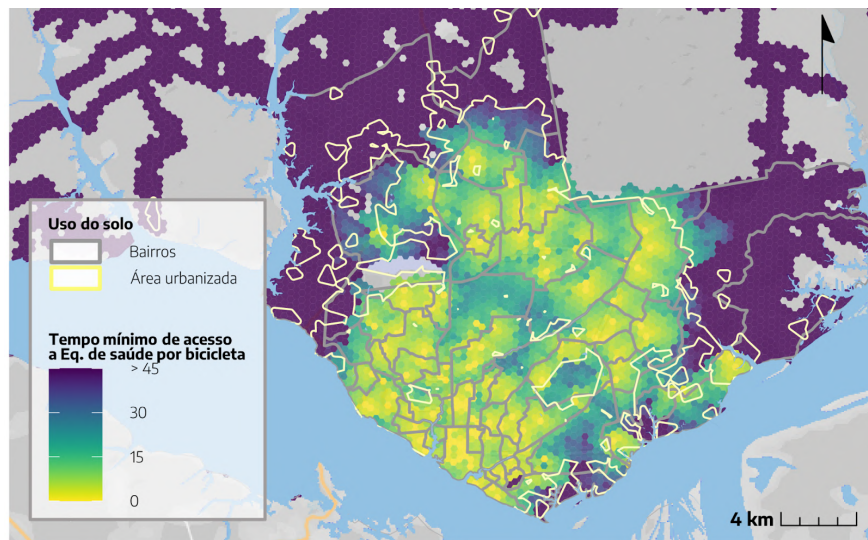 Uso do solo
Bairros
Área urbanizada
Tempo mínimo de acesso
a Eq. de saúde por bicicleta
> 45
30
15
0
4 km